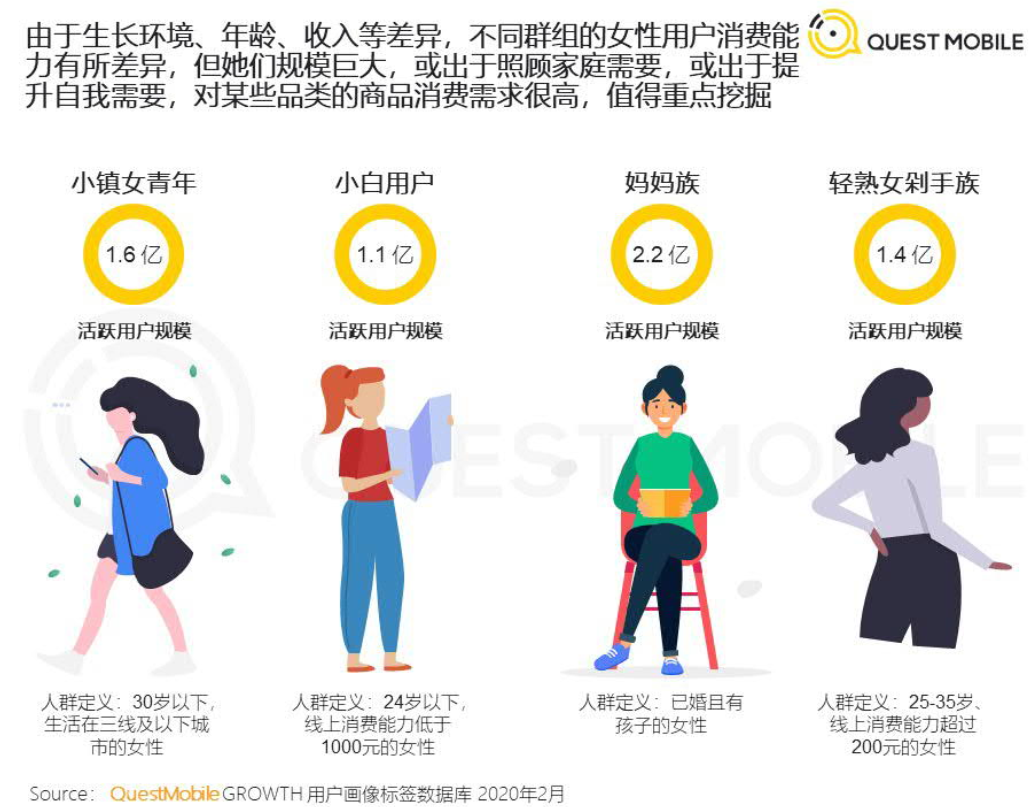 由于生长环境、年龄、收入等差异，不同群组的女性用户消费能
力有所差异，但她们规模巨大，或出于照顾家庭需要，或出于提
升自我需要，对某些品类的商品消费需求很高，值得重点挖掘
QUEST MOBILE
小镇女青年
1.6 亿
活跃用户规模
小白用户
1.1 亿
活跃用户规模
妈妈族
2.2 亿
活跃用户规模
轻熟女剁手族
1.4 亿
活跃用户规模
QUEST MOBILE
人群定义：30岁以下，
生活在三线及以下城
市的女性
人群定义：24岁以下，
线上消费能力低于
1000元的女性
人群定义：已婚且有
孩子的女性
人群定义：25-35岁、
线上消费能力超过
200元的女性
Source： QuestMobile GROWTH 用户画像标签数据库 2020年2月